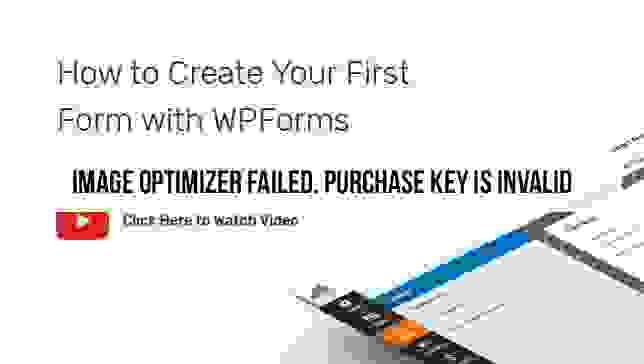 How to Create Your First
Form with WPForms
IMAGE OPTIMIZER FAILED. PURCHASE KEY IS INVALID
Click Here to watch Video